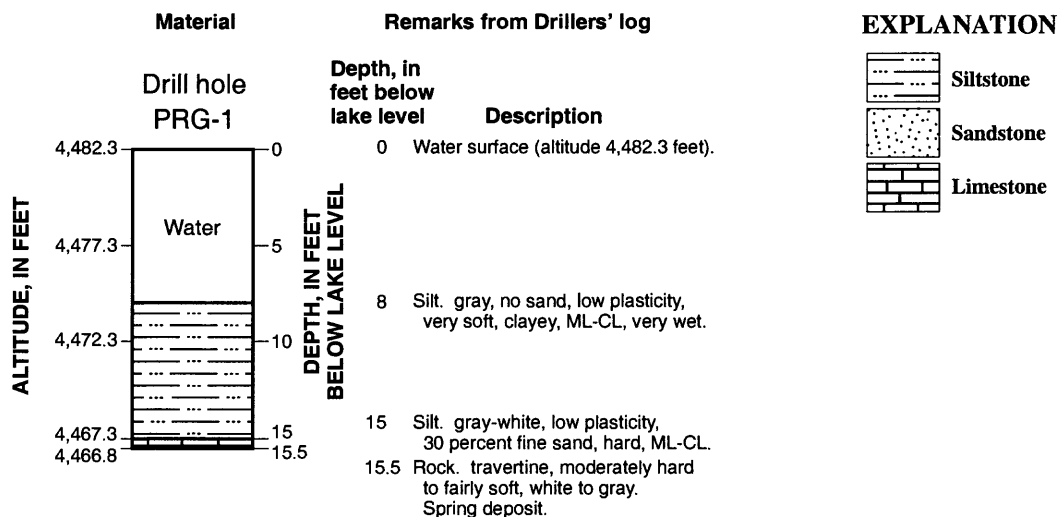 Material
Remarks from Drillers' log
EXPLANATION
Drill hole
PRG-1
Depth, in
feet below
lake level
Description
Siltstone
Sandstone
Limestone
ALTITUDE, IN FEET
4,482.3
4,477.3
4,472.3
4,467.3
4,466.8
Water
0
5
10
15
15.5
DEPTH, IN FEET
BELOW LAKE LEVEL
0 Water surface (altitude 4,482.3 feet).
8 Silt. gray, no sand, low plasticity,
very soft, clayey, ML-CL, very wet.
15 Silt. gray-white, low plasticity,
30 percent fine sand, hard, ML-CL.
15.5 Rock. travertine, moderately hard
to fairly soft, white to gray.
Spring deposit.